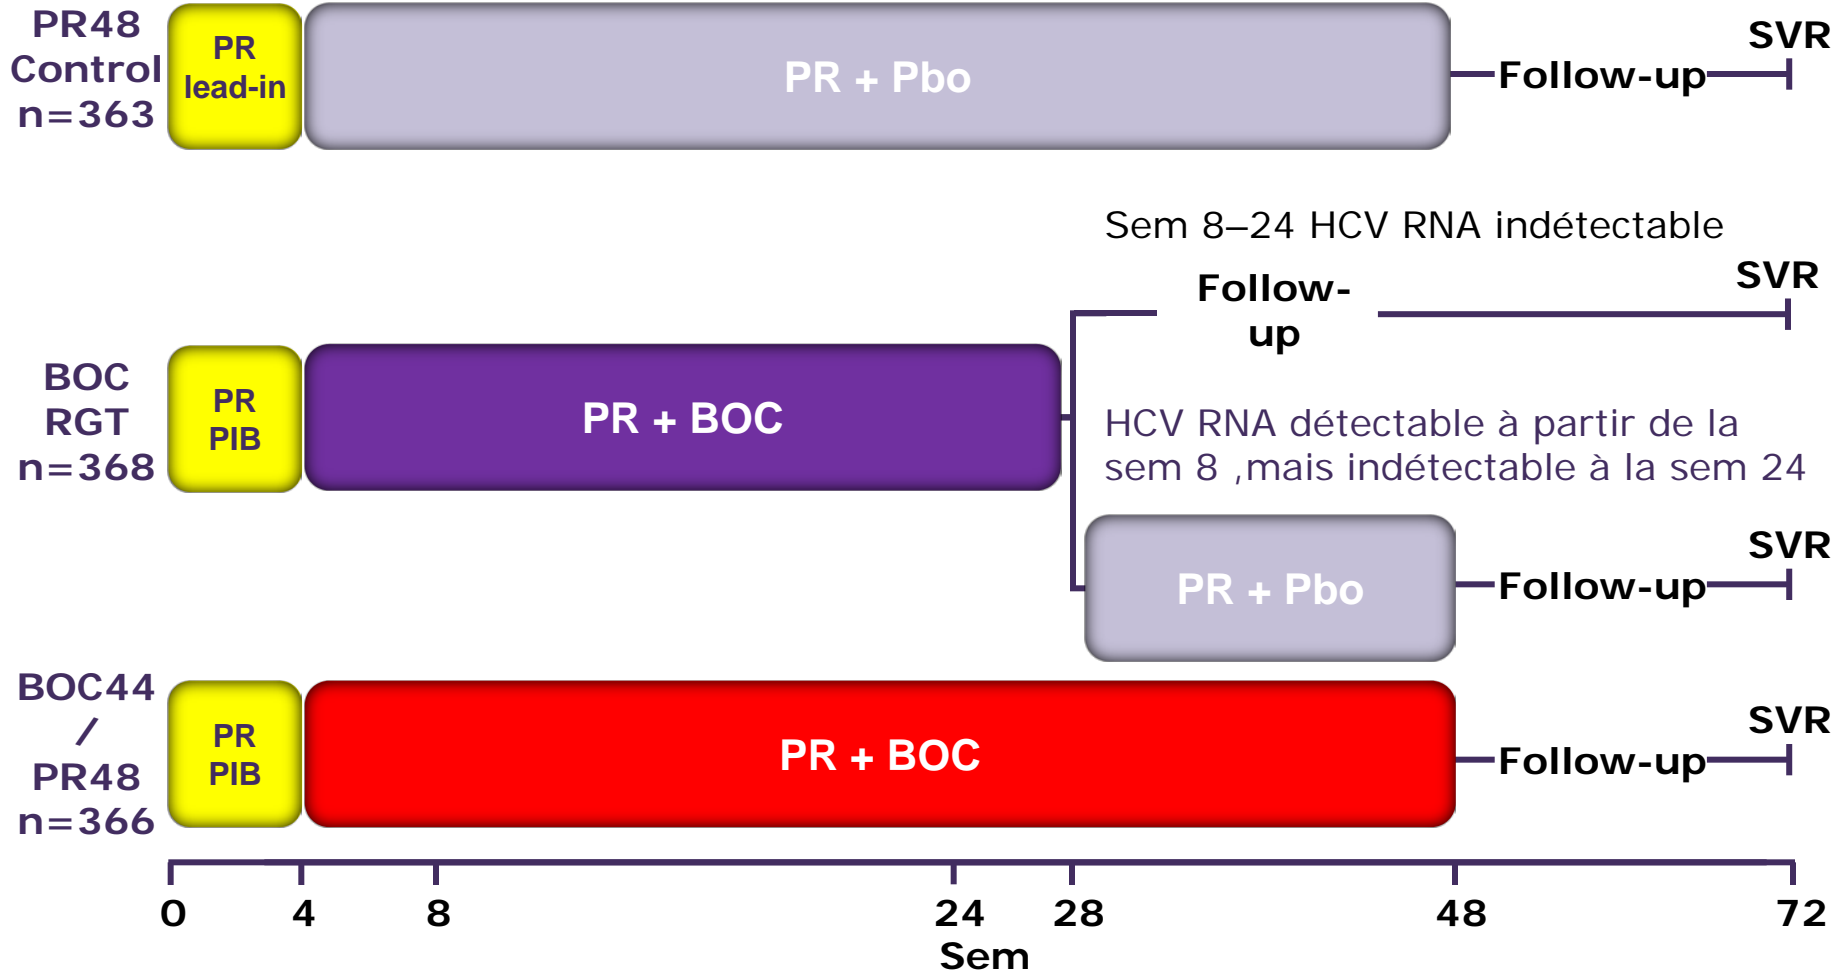 PR48
Control
n=363
PR
lead-in
PR + Pbo
Follow-up
SVR
Sem 8–24 HCV RNA indétectable
Follow-
up
SVR
BOC
RGT
n=368
PR
PIB
PR + BOC
HCV RNA détectable à partir de la
sem 8 ,mais indétectable à la sem 24
PR + Pbo
Follow-up
SVR
BOC44
/
PR48
n=366
PR
PIB
PR + BOC
Follow-up
SVR
0 4 8 24 28 48 72
Sem